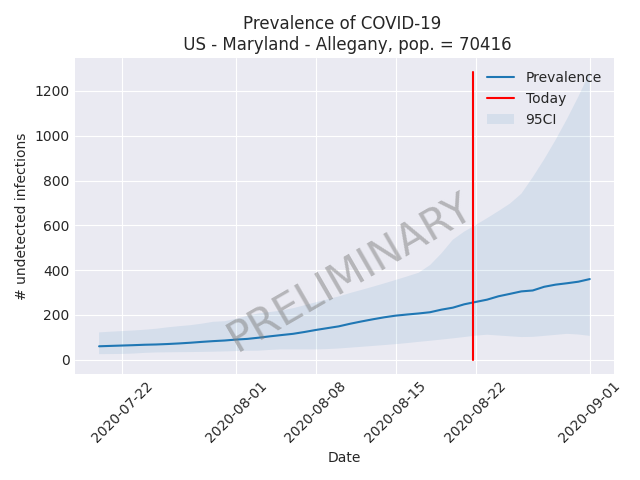 Prevalence of COVID-19
US - Maryland - Allegany, pop. = 70416
Prevalence
Today
95CI
1200
1000
800
600
400
200
0
# undetected infections
PRELIMINARY
2020-07-22
2020-08-01
2020-08-08
2020-08-15
2020-08-22
2020-09-01
Date